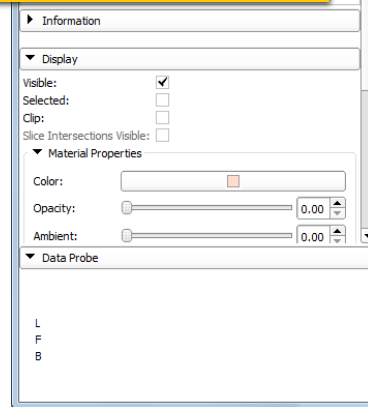 Information
Display
Visible:
Selected:
Clip:
Slice Intersections Visible:
Material Properties
Color:
Opacity: 0.00
Ambient: 0.00
Data Probe
L
F
B